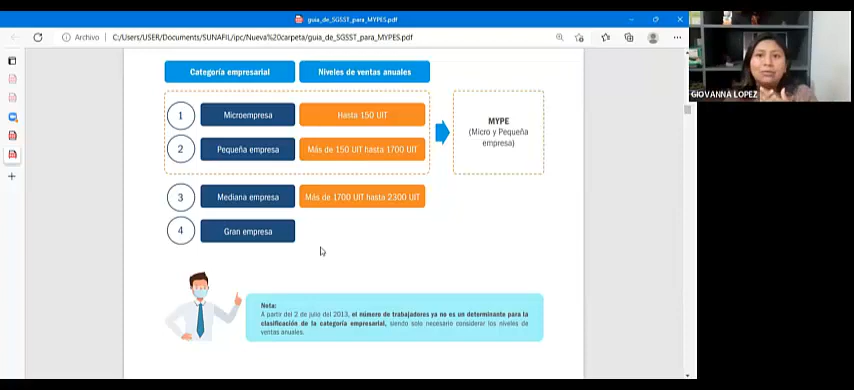 guia_de_SGSST_para_MYPES.pdf
Archivo | C:/Users/USER/Documents/SUNAFIL/ipc/Nueva%20carpeta/guia_de_SGSST_para_MYPES.pdf
GIOVANNA LOPEZ
Categoría empresarial
Niveles de ventas anuales
1
Microempresa
Hasta 150 UIT
2
Pequeña empresa
Más de 150 UIT hasta 1700 UIT
MYPE
(Micro y Pequeña
empresa)
3
Mediana empresa
Más de 1700 UIT hasta 2300 UIT
4
Gran empresa
Nota:
A partir del 2 de julio del 2013, el número de trabajadores ya no es un determinante para la
clasificación de la categoría empresarial, siendo solo necesario considerar los niveles de
ventas anuales.